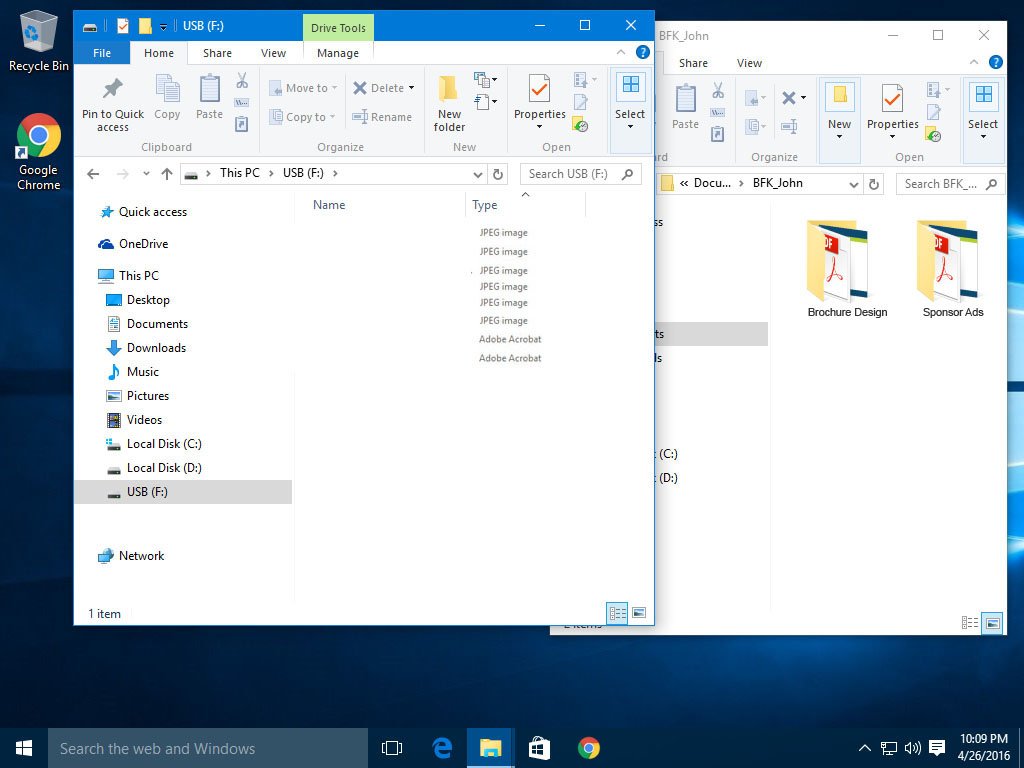 Recycle Bin
Google
Chrome
USB (F:)
Drive Tools
File
Home
Share
View
Manage
Pin to Quick
access
Copy
Paste
Clipboard
Move to
Copy to
Delete
Rename
Organize
New
folder
New
Properties
Open
Select
This PC
USB (F:)
Search USB (F:)
Name
Type
Quick access
OneDrive
This PC
Desktop
Documents
Downloads
Music
Pictures
Videos
Local Disk (C:)
Local Disk (D:)
USB (F:)
Network
JPEG image
JPEG image
JPEG image
JPEG image
JPEG image
JPEG image
Adobe Acrobat
Adobe Acrobat
1 item
BFK_John
Share
View
Paste
Organize
New
Properties
Open
Select
« Docu...
BFK_John
Search BFK_...
(C:)
(D:)
Brochure Design
Sponsor Ads
Search the web and Windows
10:09 PM
4/26/2016